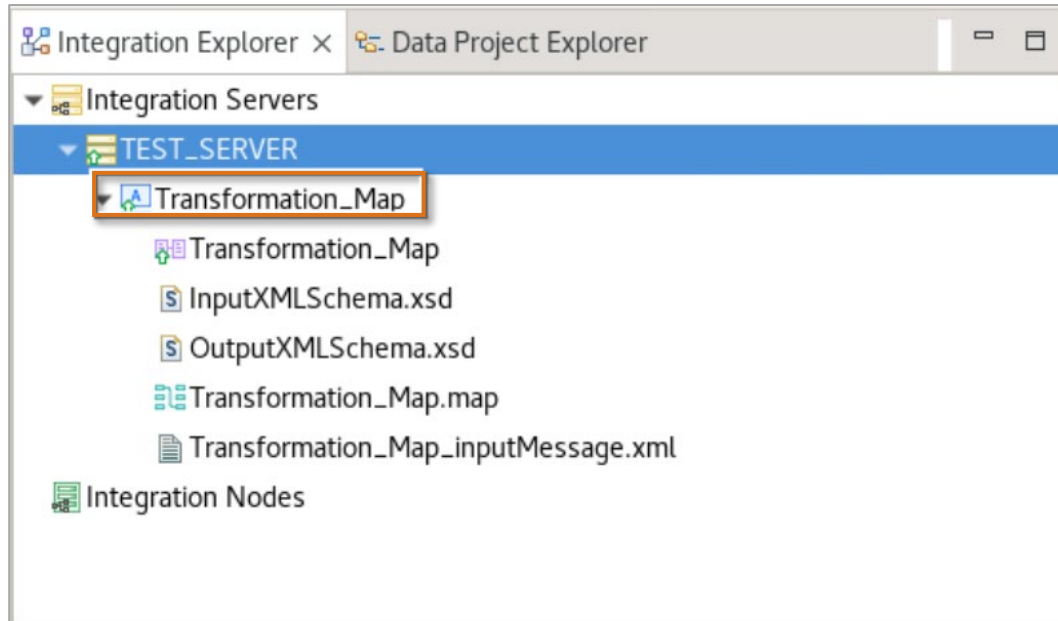 Integration Explorer Data Project Explorer
Integration Servers
TEST_SERVER
Transformation_Map
Transformation_Map
InputXMLSchema.xsd
OutputXMLSchema.xsd
Transformation_Map.map
Transformation_Map_inputMessage.xml
Integration Nodes